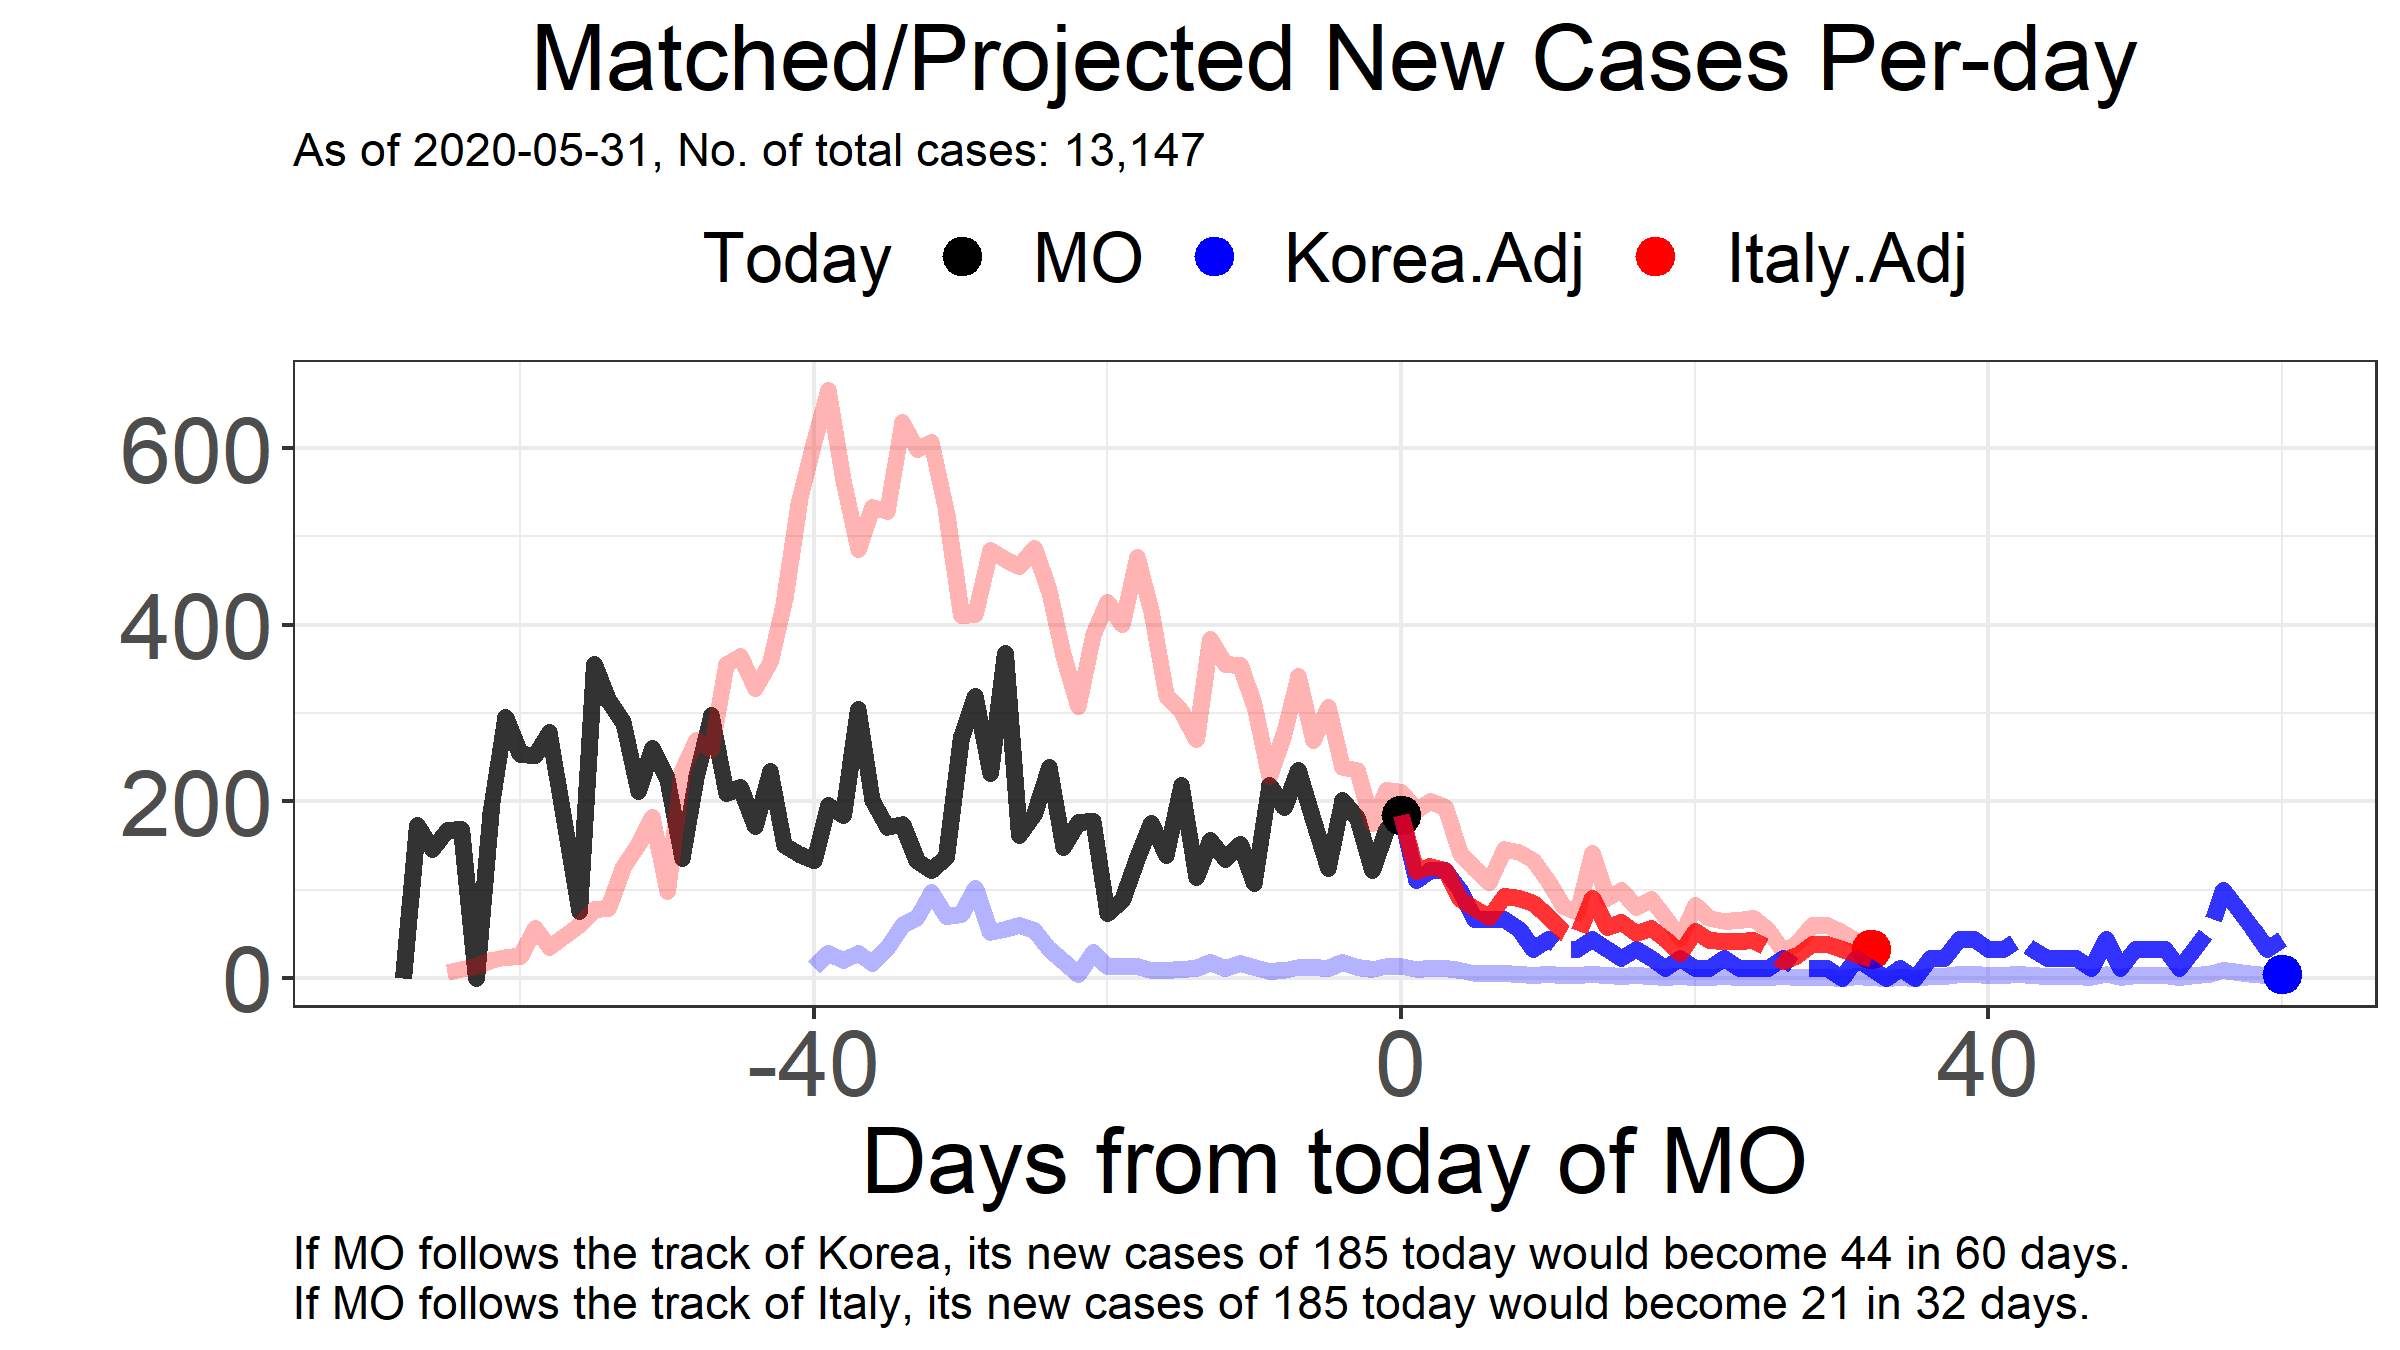 Matched/Projected New Cases Per-day
As of 2020-05-31, No. of total cases: 13,147
Today MO Korea.Adj Italy.Adj
600
400
200
0
-40 0 40
Days from today of MO
If MO follows the track of Korea, its new cases of 185 today would become 44 in 60 days.
If MO follows the track of Italy, its new cases of 185 today would become 21 in 32 days.